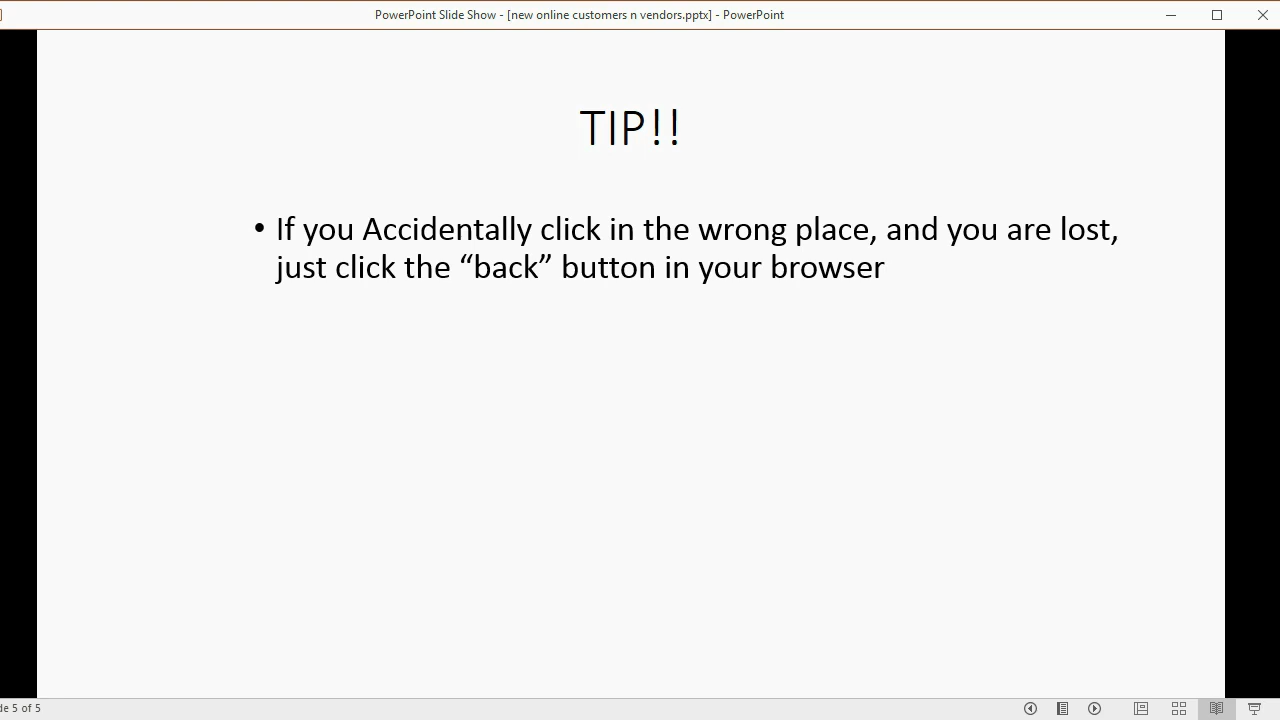 PowerPoint Slide Show - [new online customers n vendors.pptx] - PowerPoint
TIP!!
• If you Accidentally click in the wrong place, and you are lost,
just click the “back” button in your browser
de 5 of 5